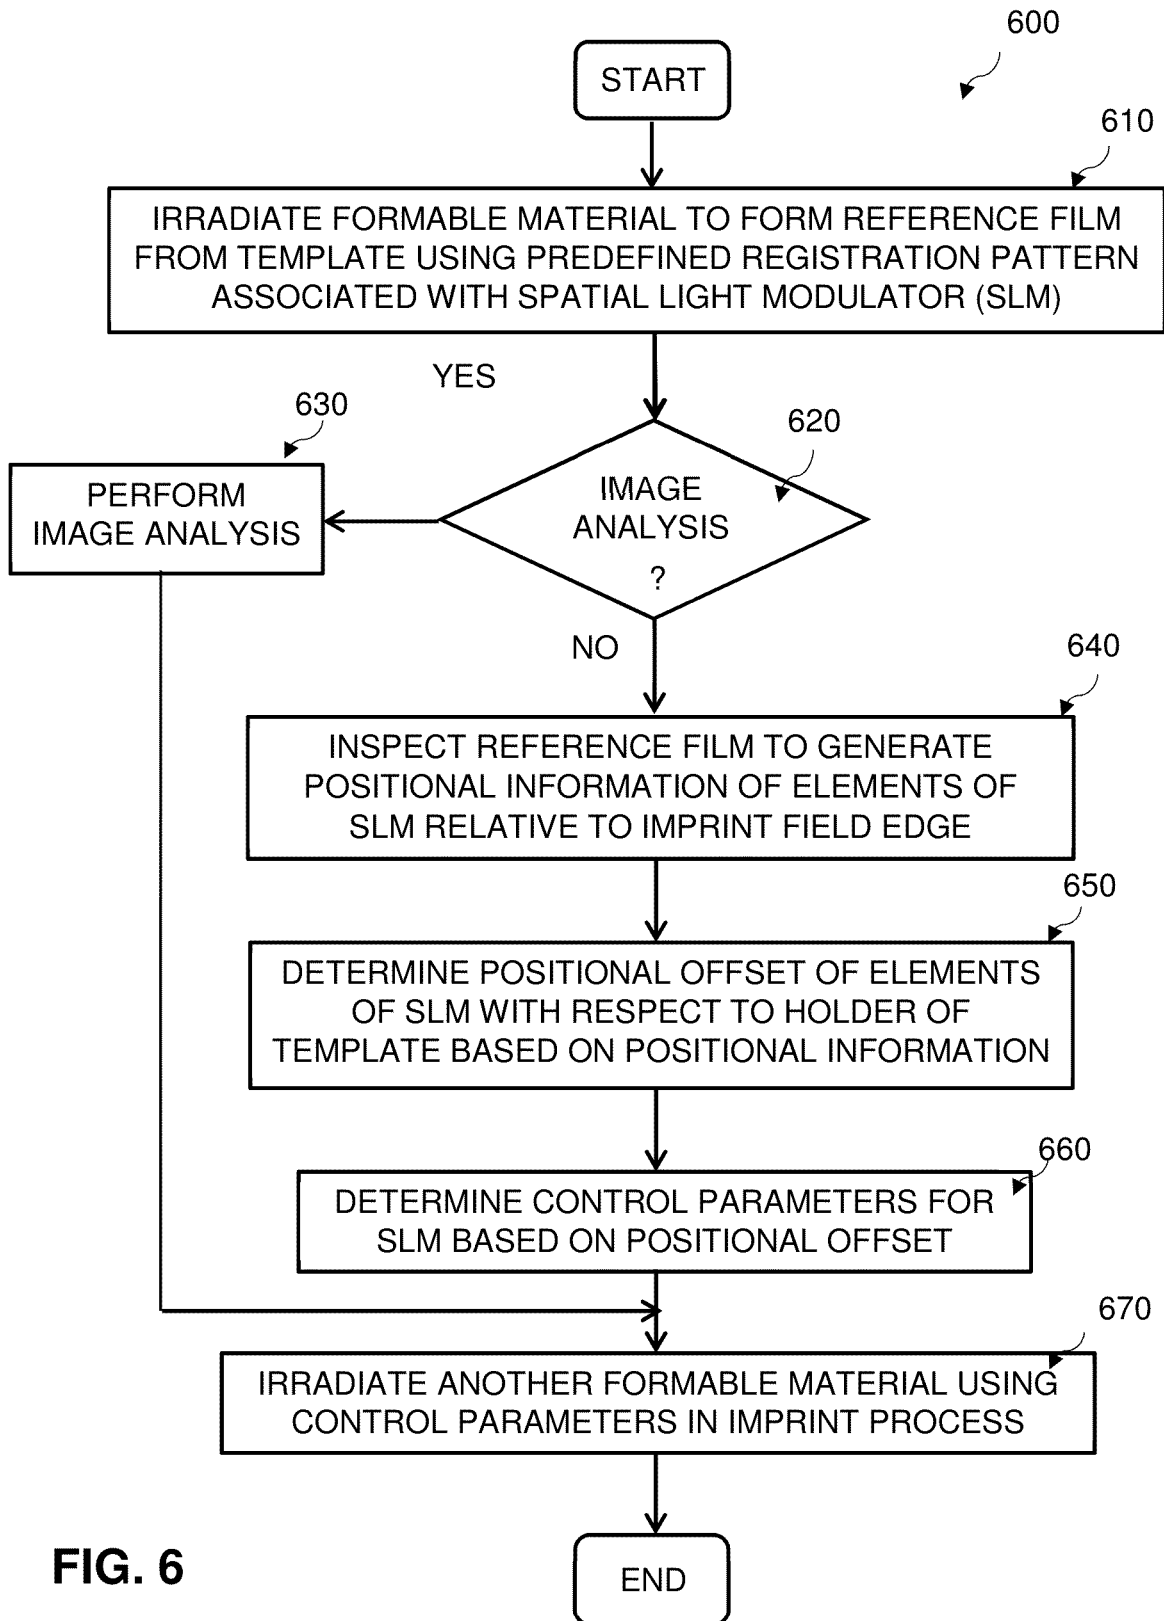 600
START
610
IRRADIATE FORMABLE MATERIAL TO FORM REFERENCE FILM
FROM TEMPLATE USING PREDEFINED REGISTRATION PATTERN
ASSOCIATED WITH SPATIAL LIGHT MODULATOR (SLM)
YES
630
620
PERFORM
IMAGE ANALYSIS
IMAGE
ANALYSIS
?
NO
640
INSPECT REFERENCE FILM TO GENERATE
POSITIONAL INFORMATION OF ELEMENTS OF
SLM RELATIVE TO IMPRINT FIELD EDGE
650
DETERMINE POSITIONAL OFFSET OF ELEMENTS
OF SLM WITH RESPECT TO HOLDER OF
TEMPLATE BASED ON POSITIONAL INFORMATION
660
DETERMINE CONTROL PARAMETERS FOR
SLM BASED ON POSITIONAL OFFSET
670
IRRADIATE ANOTHER FORMABLE MATERIAL USING
CONTROL PARAMETERS IN IMPRINT PROCESS
END
FIG. 6